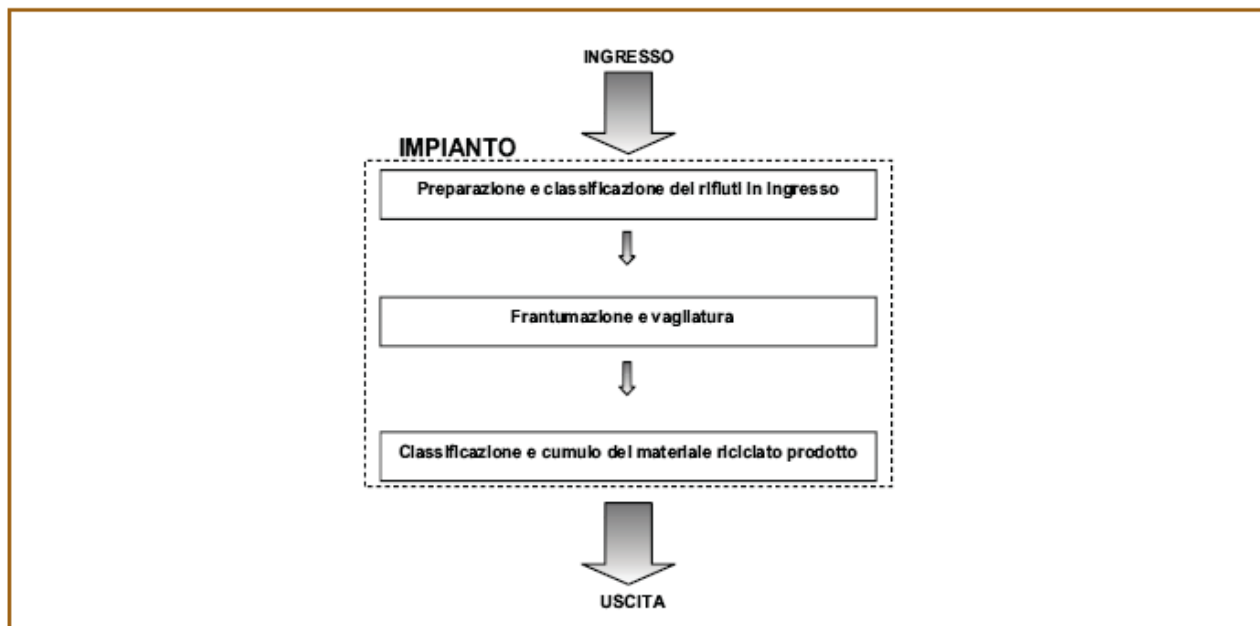 INGRESSO
IMPIANTO
Preparazione e classificazione dei rifiuti in ingresso
Frantumazione e vagliatura
Classificazione e cumulo del materiale riciclato prodotto
USCITA